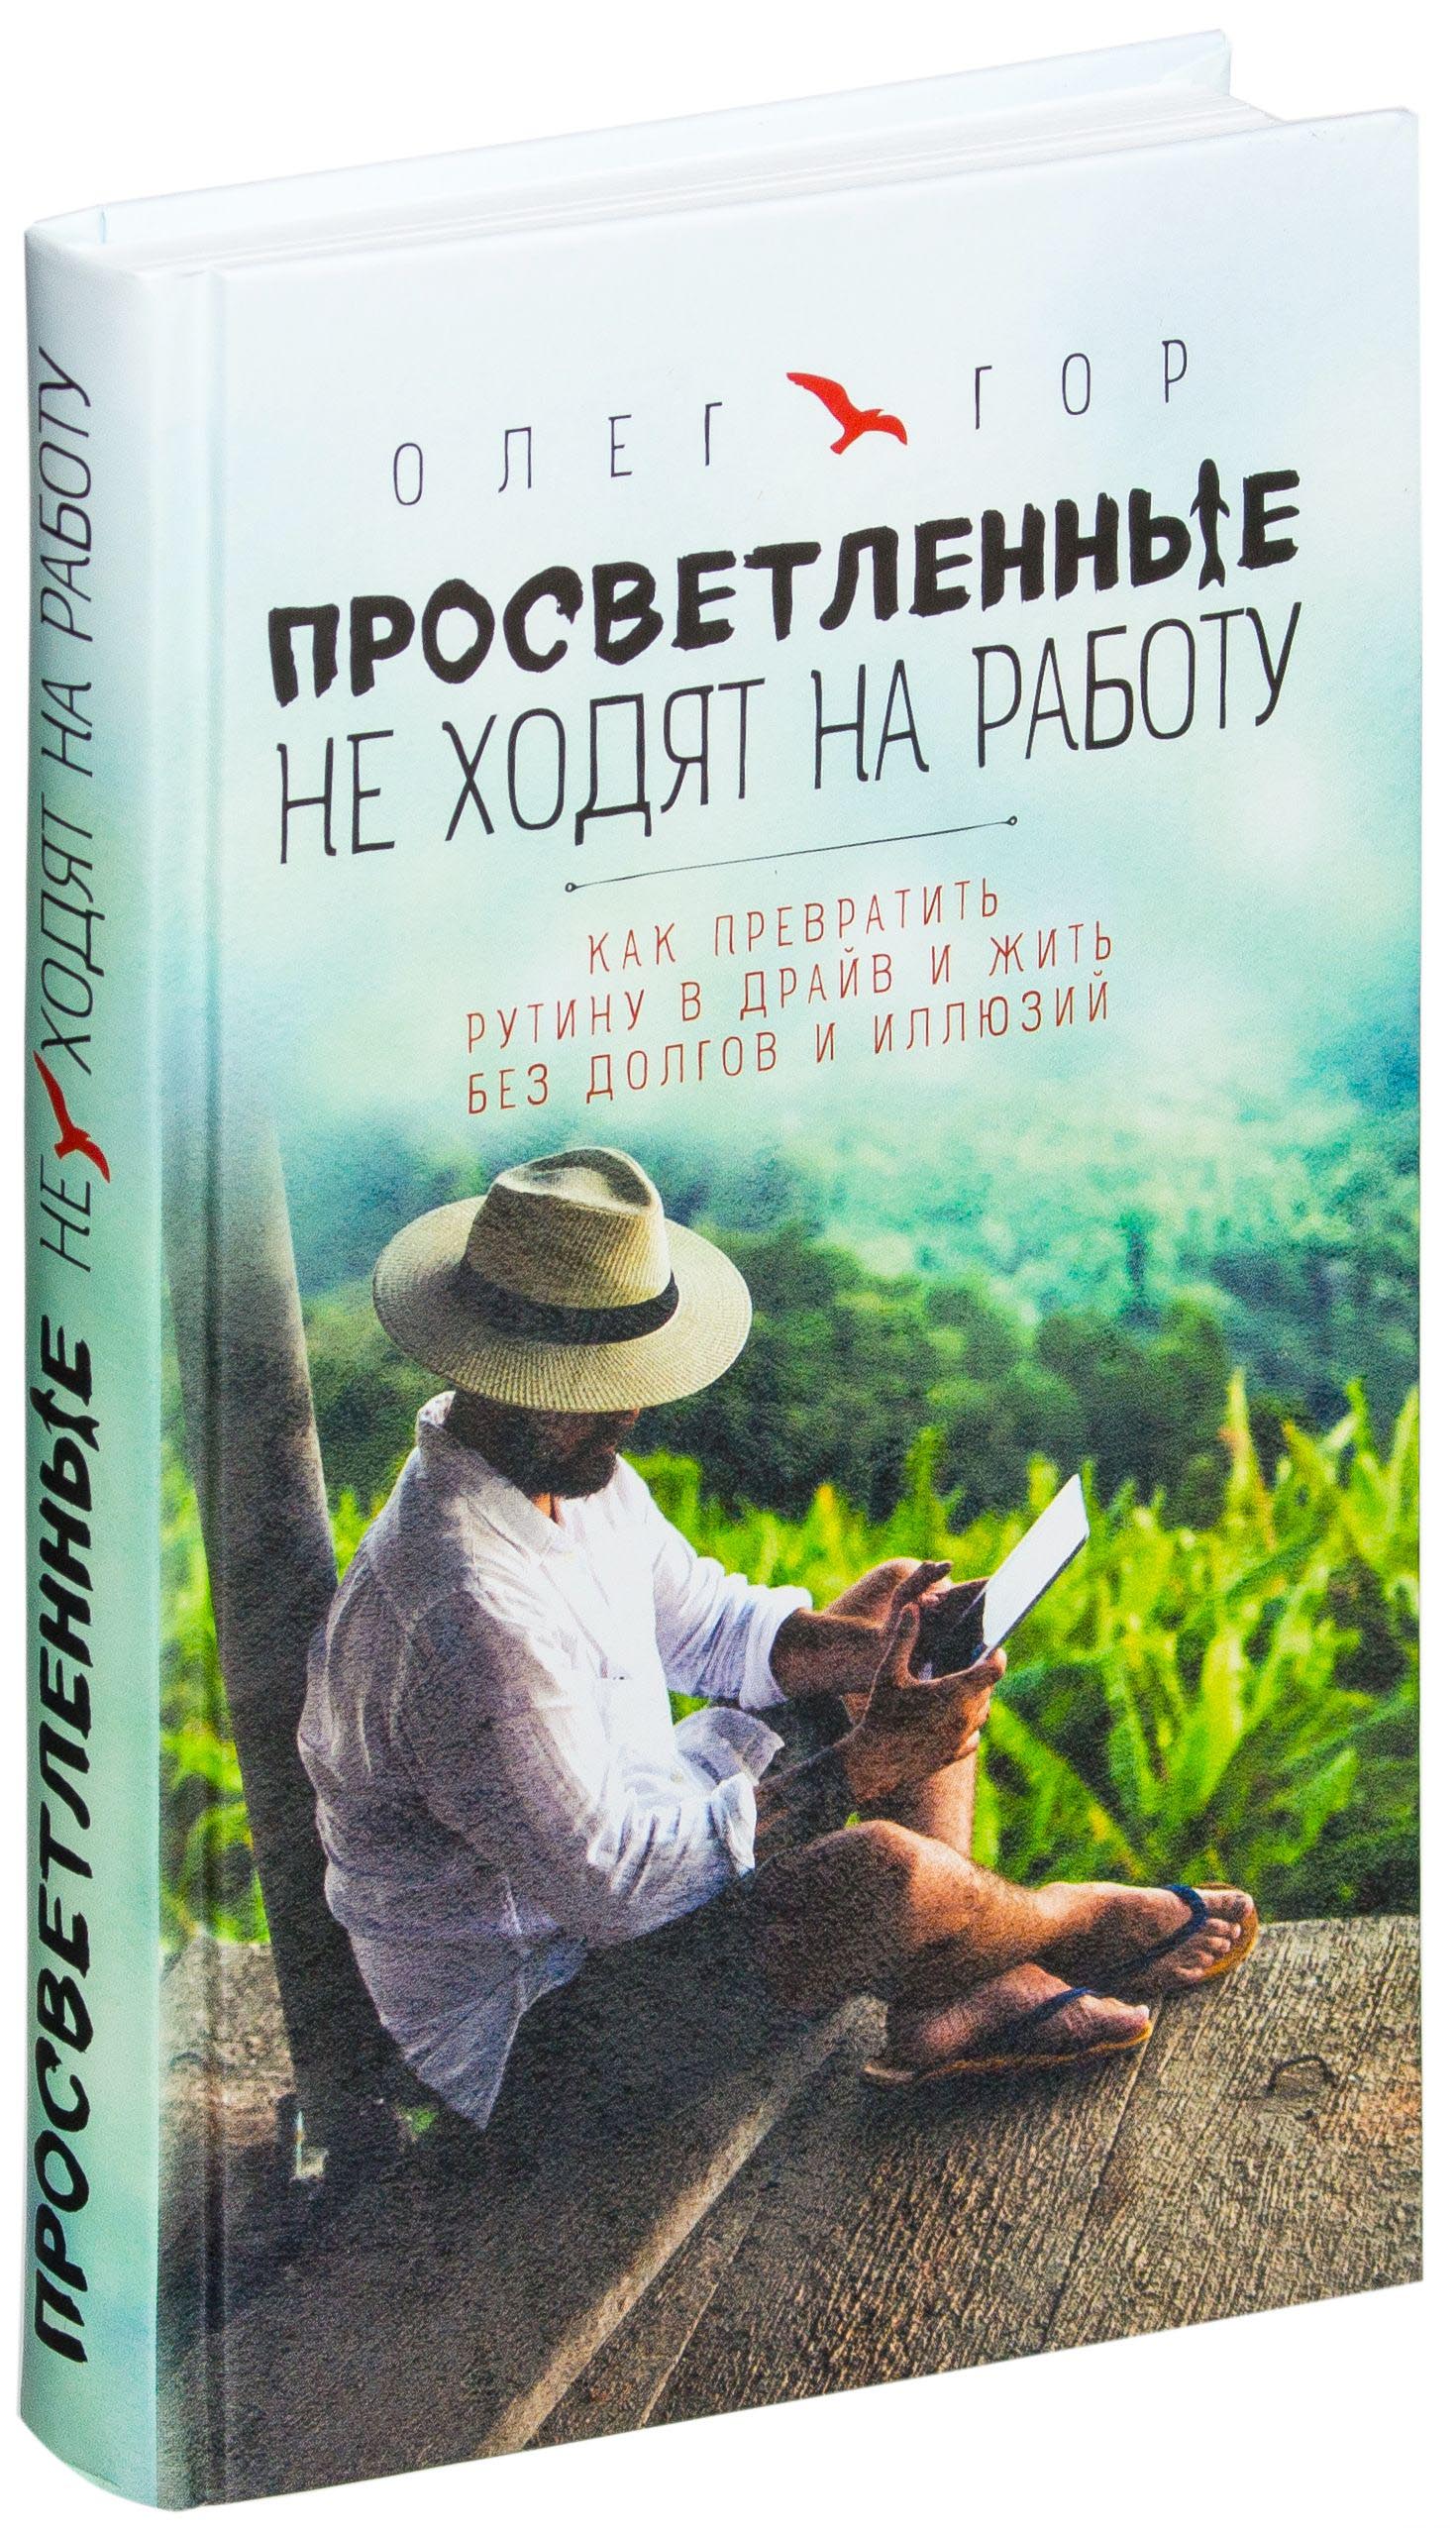 ОЛЕГ ГОР
ПРОСВЕТЛЕННЫЕ
НЕ ХОДЯТ НА РАБОТУ
КАК ПРЕВРАТИТЬ
РУТИНУ В ДРАЙВ И ЖИТЬ
БЕЗ ДОЛГОВ И ИЛЛЮЗИЙ
ПРОСВЕТЛЕННЫЕ НЕ ХОДЯТ НА РАБОТУ